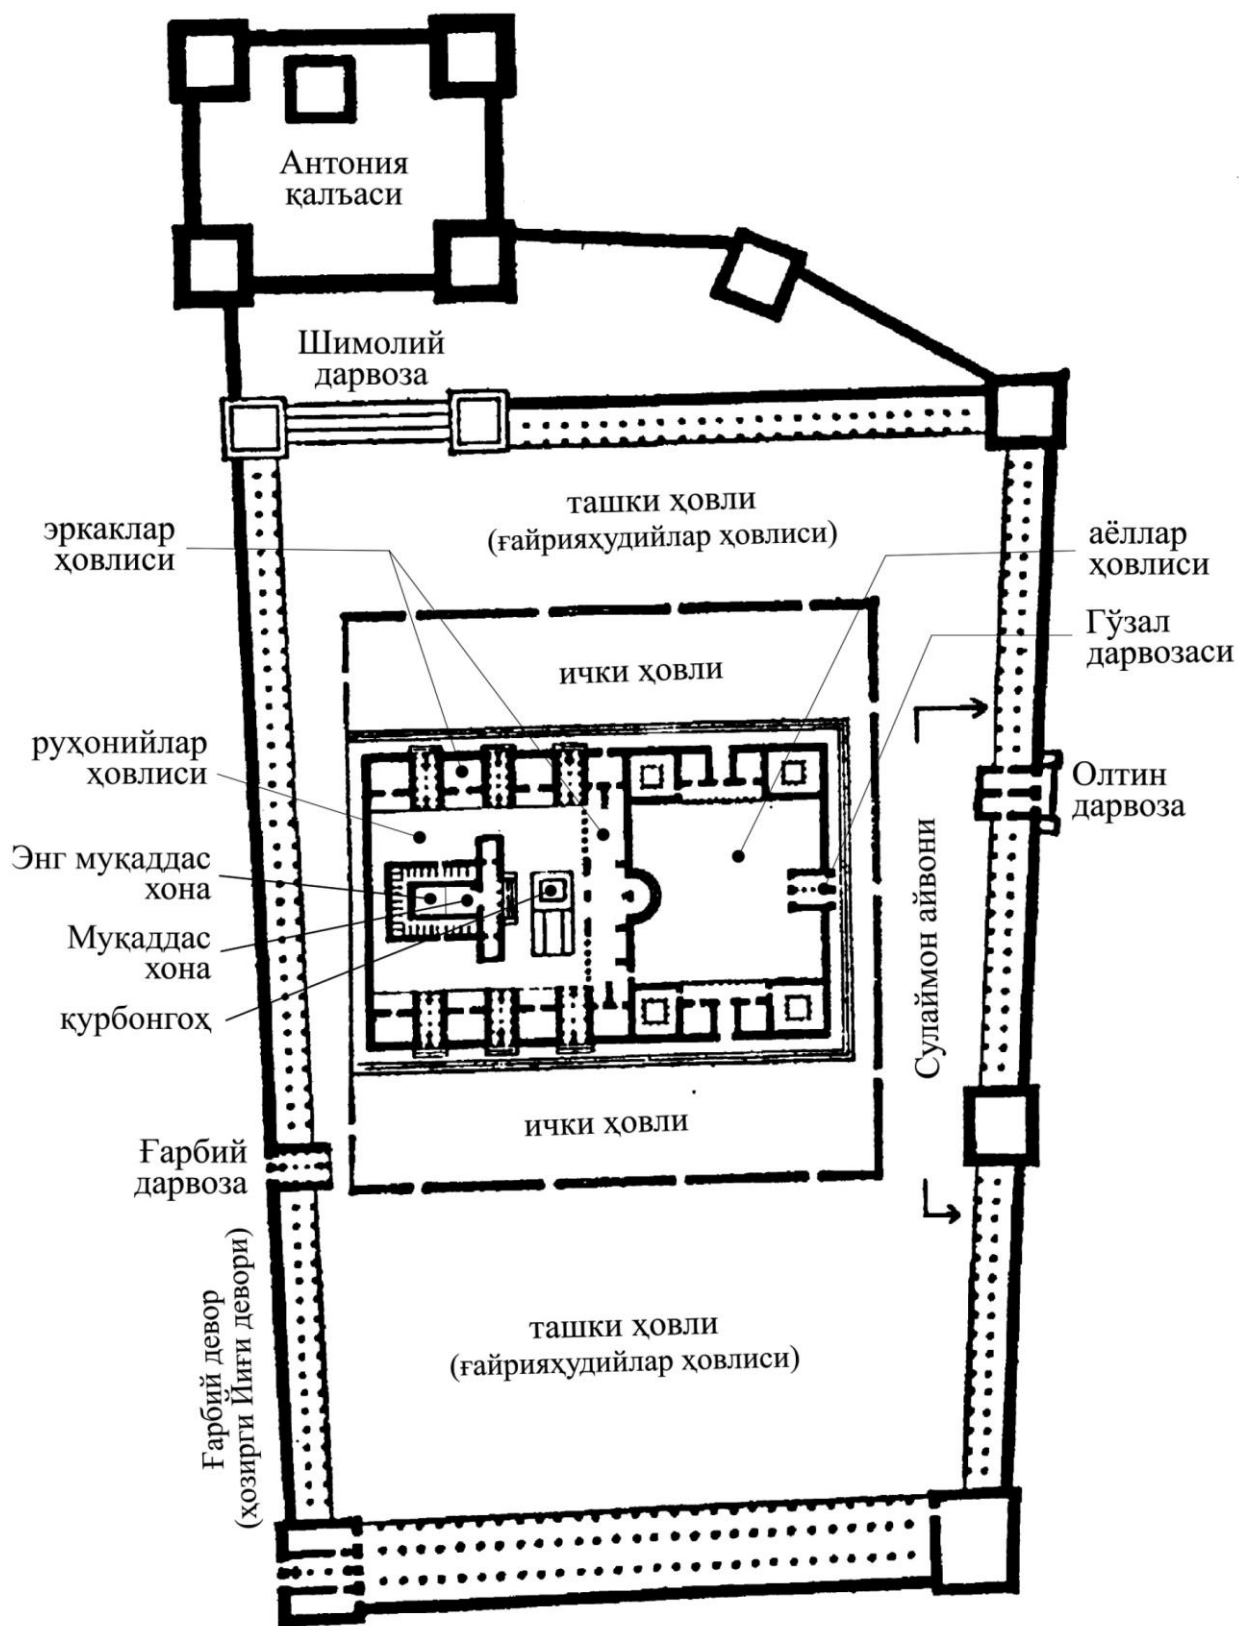 Антония
қалъаси
Шимолий
дарвоза
ташки ҳовли
(ғайрияҳудийлар ҳовлиси)
эркаклар
ҳовлиси
аёллар
ҳовлиси
Гўзал
дарвозаси
ички ҳовли
руҳонийлар
ҳовлиси
Олтин
дарвоза
Сулаймон айвони
Энг муқаддас
хона
Муқаддас
хона
қурбонгоҳ
ички ҳовли
Ғарбий
дарвоза
Ғарбий девор
(ҳозирги Йиғи девори)
ташки ҳовли
(ғайрияҳудийлар ҳовлиси)